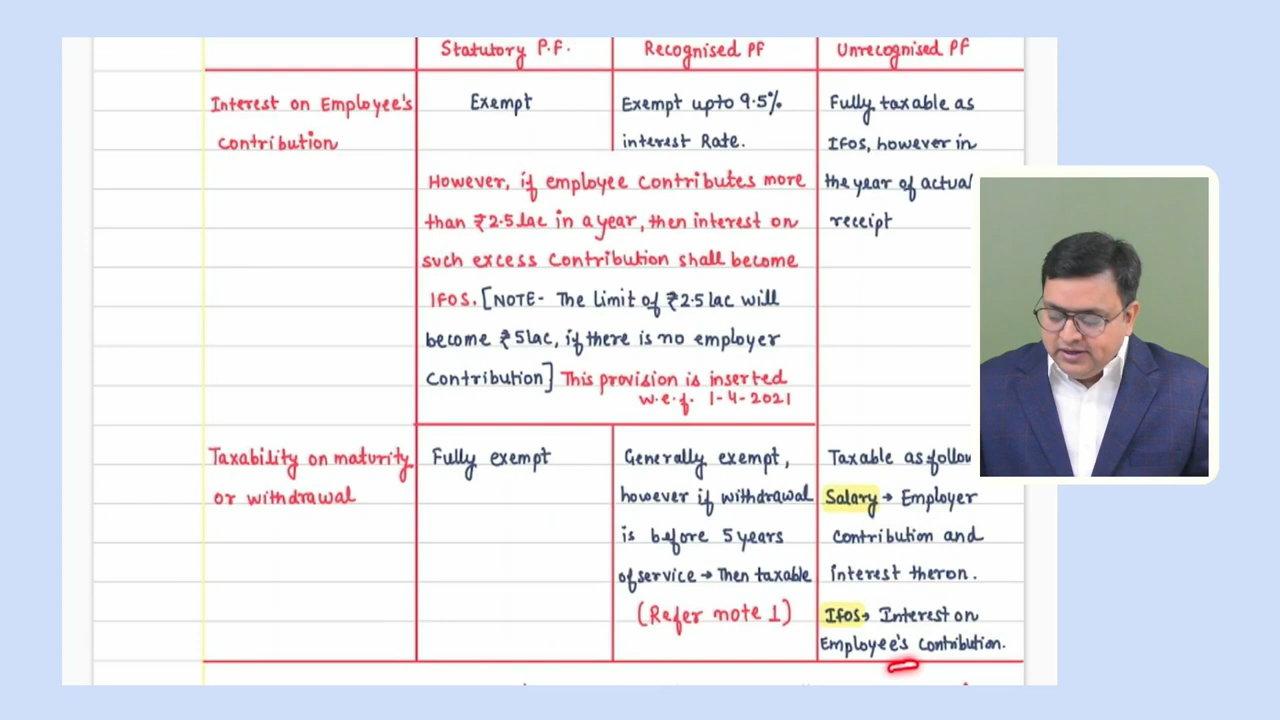 Statutory P.F. Recognised PF Unrecognised PF
Interest on Employee's
contribution
Exempt
Exempt upto 9.5%
interest Rate.
However, if employee contributes more
than ₹2.5 lac in a year, then interest on
such excess contribution shall become
IFOS. [NOTE- The limit of ₹2.5 lac will
become ₹5lac, if there is no employer
Contribution] This provision is inserted
w.e.f. 1-4-2021
Fully taxable as
IFOS, however in
the year of actual
receipt
Taxability on maturity
or withdrawal
Fully exempt
Generally exempt,
however if withdrawal
is before 5 years
of service → Then taxable
(Refer note 1)
Taxable as
Salary → Employer
contribution and
interest theron.
Ifos → Interest on
Employee's Contribution.